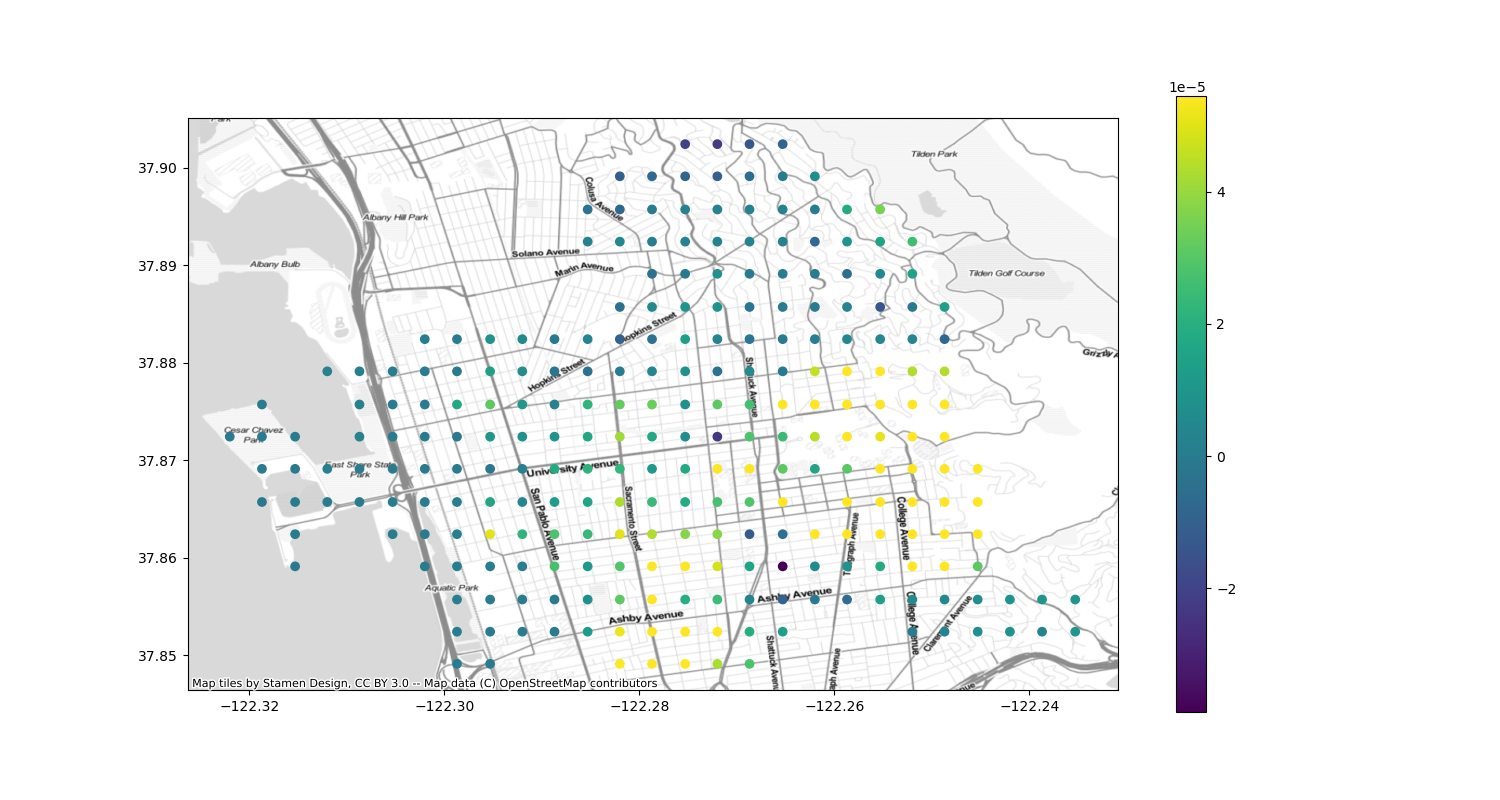 1e−5
Park
37.90
Tilden Park
4
Colusa Avenue
Albany Hill Park
Solano Avenue
37.89
Albany Bulb
Marin Avenue
Tilden Golf Course
2
Hopkins Street
37.88
Grizzly
Hopkins Street
Shattuck Avenue
Cesar Chavez
Park
37.87
East Shore State
Park
University Avenue
0
San Pablo Avenue
Sacramento Street
College Avenue
Telegraph Avenue
37.86
Aquatic Park
−2
Ashby Avenue
Ashby Avenue
College Avenue
Claremont Avenue
37.85
Shattuck Aven
aph Avenue
Map tiles by Stamen Design, CC BY 3.0 -- Map data (C) OpenStreetMap contributors
−122.32
−122.30
−122.28
−122.26
−122.24